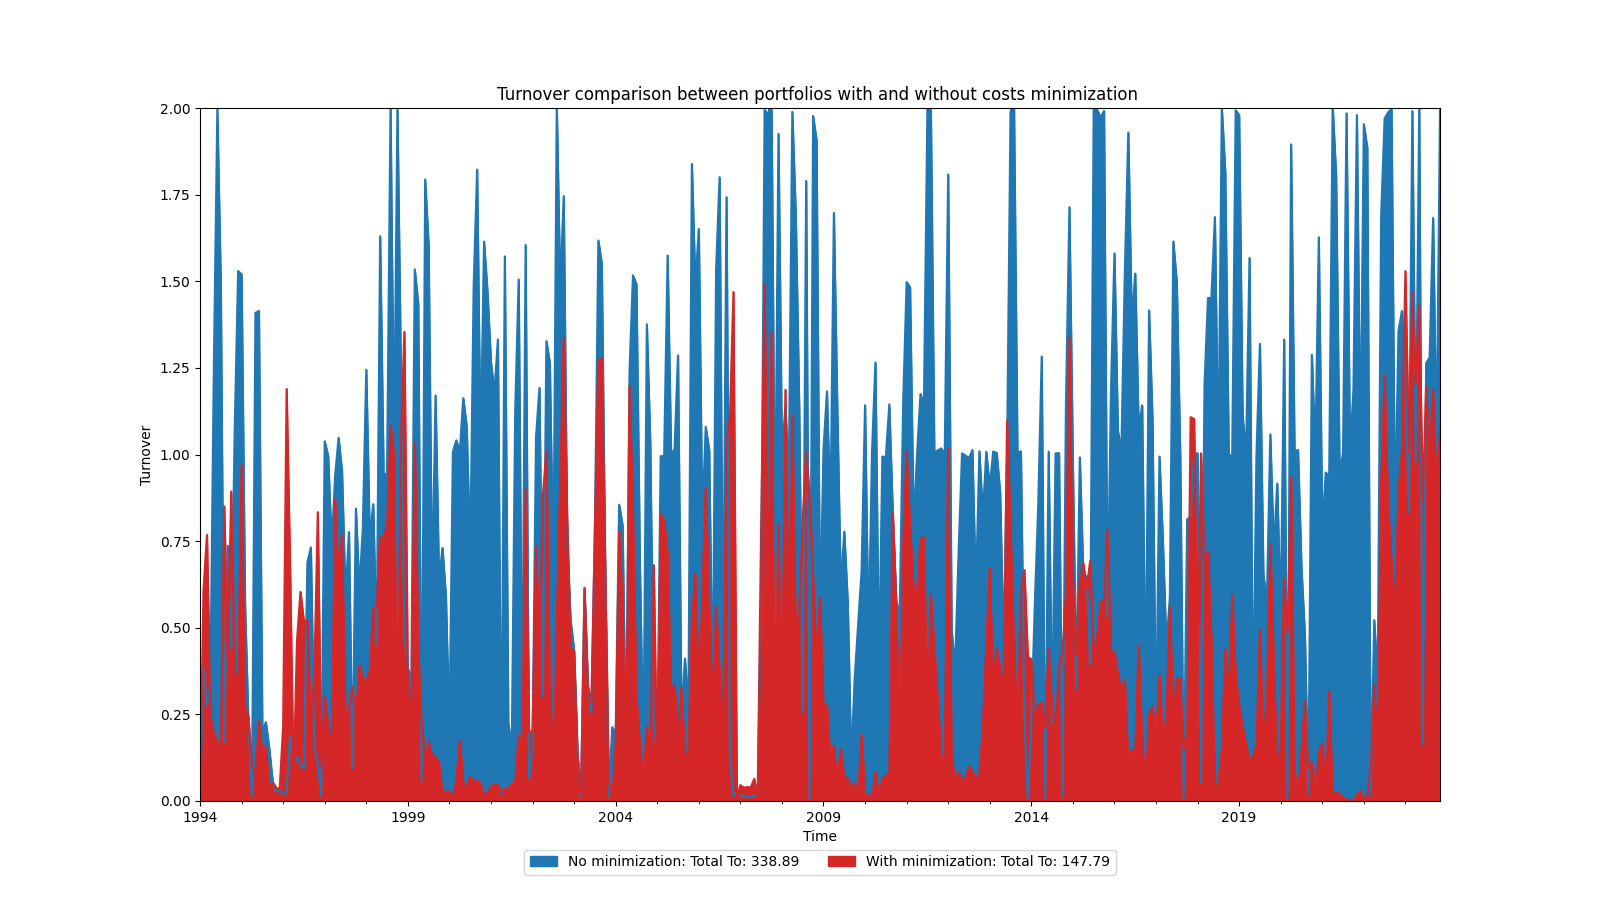 Turnover comparison between portfolios with and without costs minimization
2.00
1.75
1.50
1.25
1.00
0.75
0.50
0.25
0.00
Turnover
1994 1999 2004 2009 2014 2019
Time
No minimization: Total To: 338.89 With minimization: Total To: 147.79